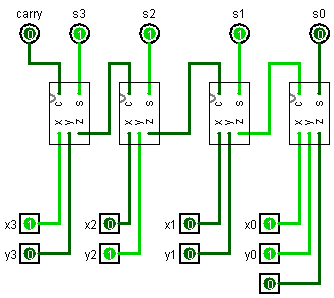 carry s3 s2 s1 s0
0 1 1 1 0
c s c s c s c s
x y z x y z x y z x y z
x3 1 x2 0 x1 0 x0 1
y3 0 y2 1 y1 0 y0 1
0